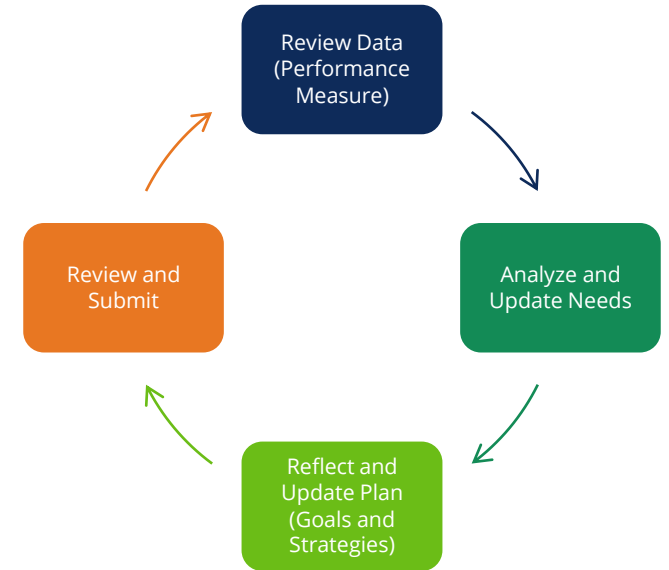 Review Data
(Performance
Measure)
Analyze and
Update Needs
Reflect and
Update Plan
(Goals and
Strategies)
Review and
Submit